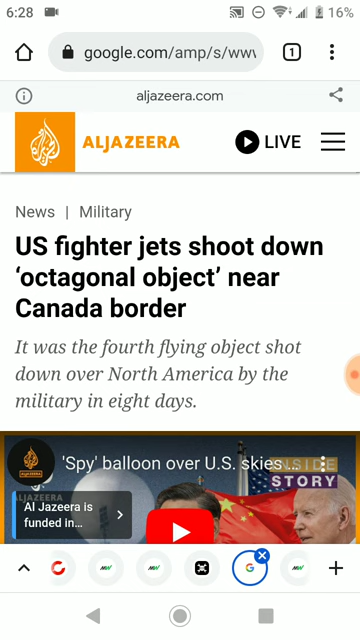 6:28
16%
google.com/amp/s/www
1
aljazeera.com
ALJAZEERA
LIVE
News | Military
US fighter jets shoot down
‘octagonal object’ near
Canada border
It was the fourth flying object shot
down over North America by the
military in eight days.
'Spy' balloon over U.S. skies ...
INSIDE
STORY
ALJAZEERA
Al Jazeera is
funded in...